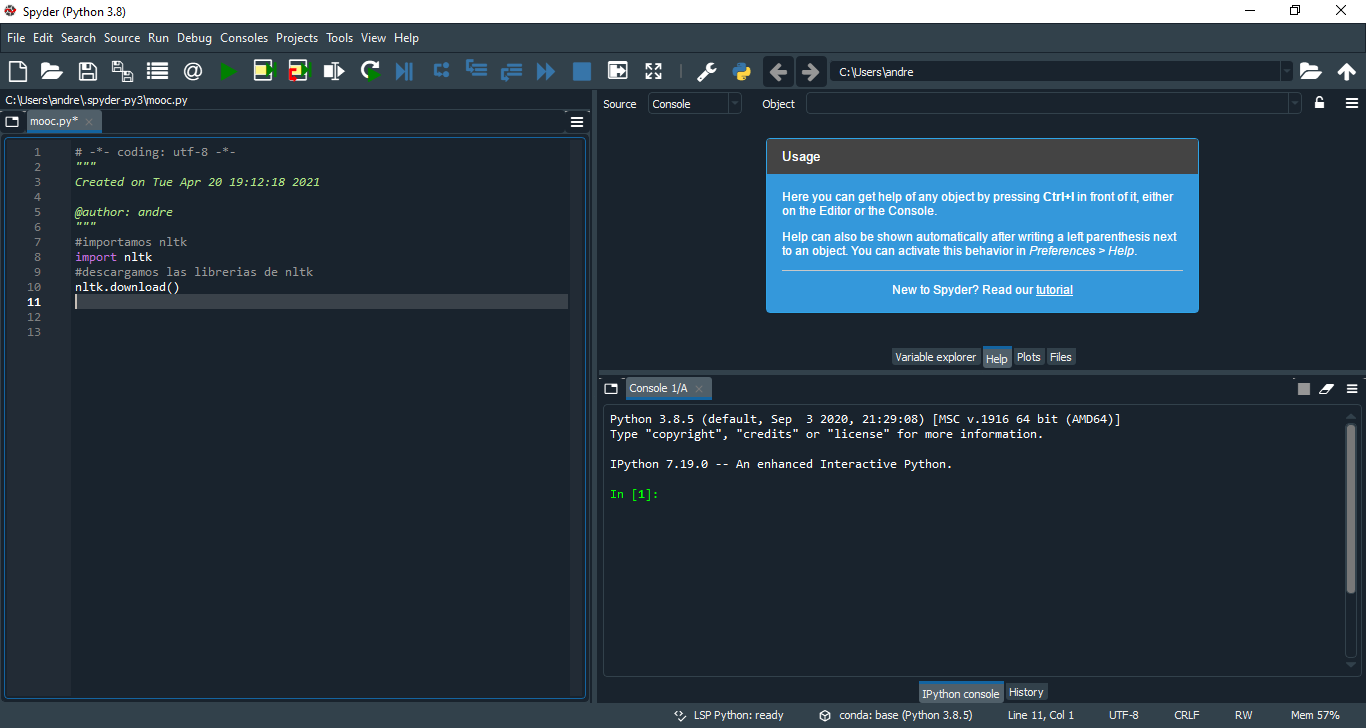 Spyder (Python 3.8)
File Edit Search Source Run Debug Consoles Projects Tools View Help
C:\Users\andre
C:\Users\andre\.spyder-py3\mooc.py
mooc.py*
1 # -*- coding: utf-8 -*-
2 """
3 Created on Tue Apr 20 19:12:18 2021
4
5 @author: andre
6 """
7 #importamos nltk
8 import nltk
9 #descargamos las librerias de nltk
10 nltk.download()
11
12
13
Source Console Object
Usage
Here you can get help of any object by pressing Ctrl+I in front of it, either
on the Editor or the Console.
Help can also be shown automatically after writing a left parenthesis next
to an object. You can activate this behavior in Preferences > Help.
New to Spyder? Read our tutorial
Variable explorer Help Plots Files
Console 1/A
Python 3.8.5 (default, Sep  3 2020, 21:29:08) [MSC v.1916 64 bit (AMD64)]
Type "copyright", "credits" or "license" for more information.
IPython 7.19.0 -- An enhanced Interactive Python.
In [1]:
IPython console History
LSP Python: ready conda: base (Python 3.8.5) Line 11, Col 1 UTF-8 CRLF RW Mem 57%